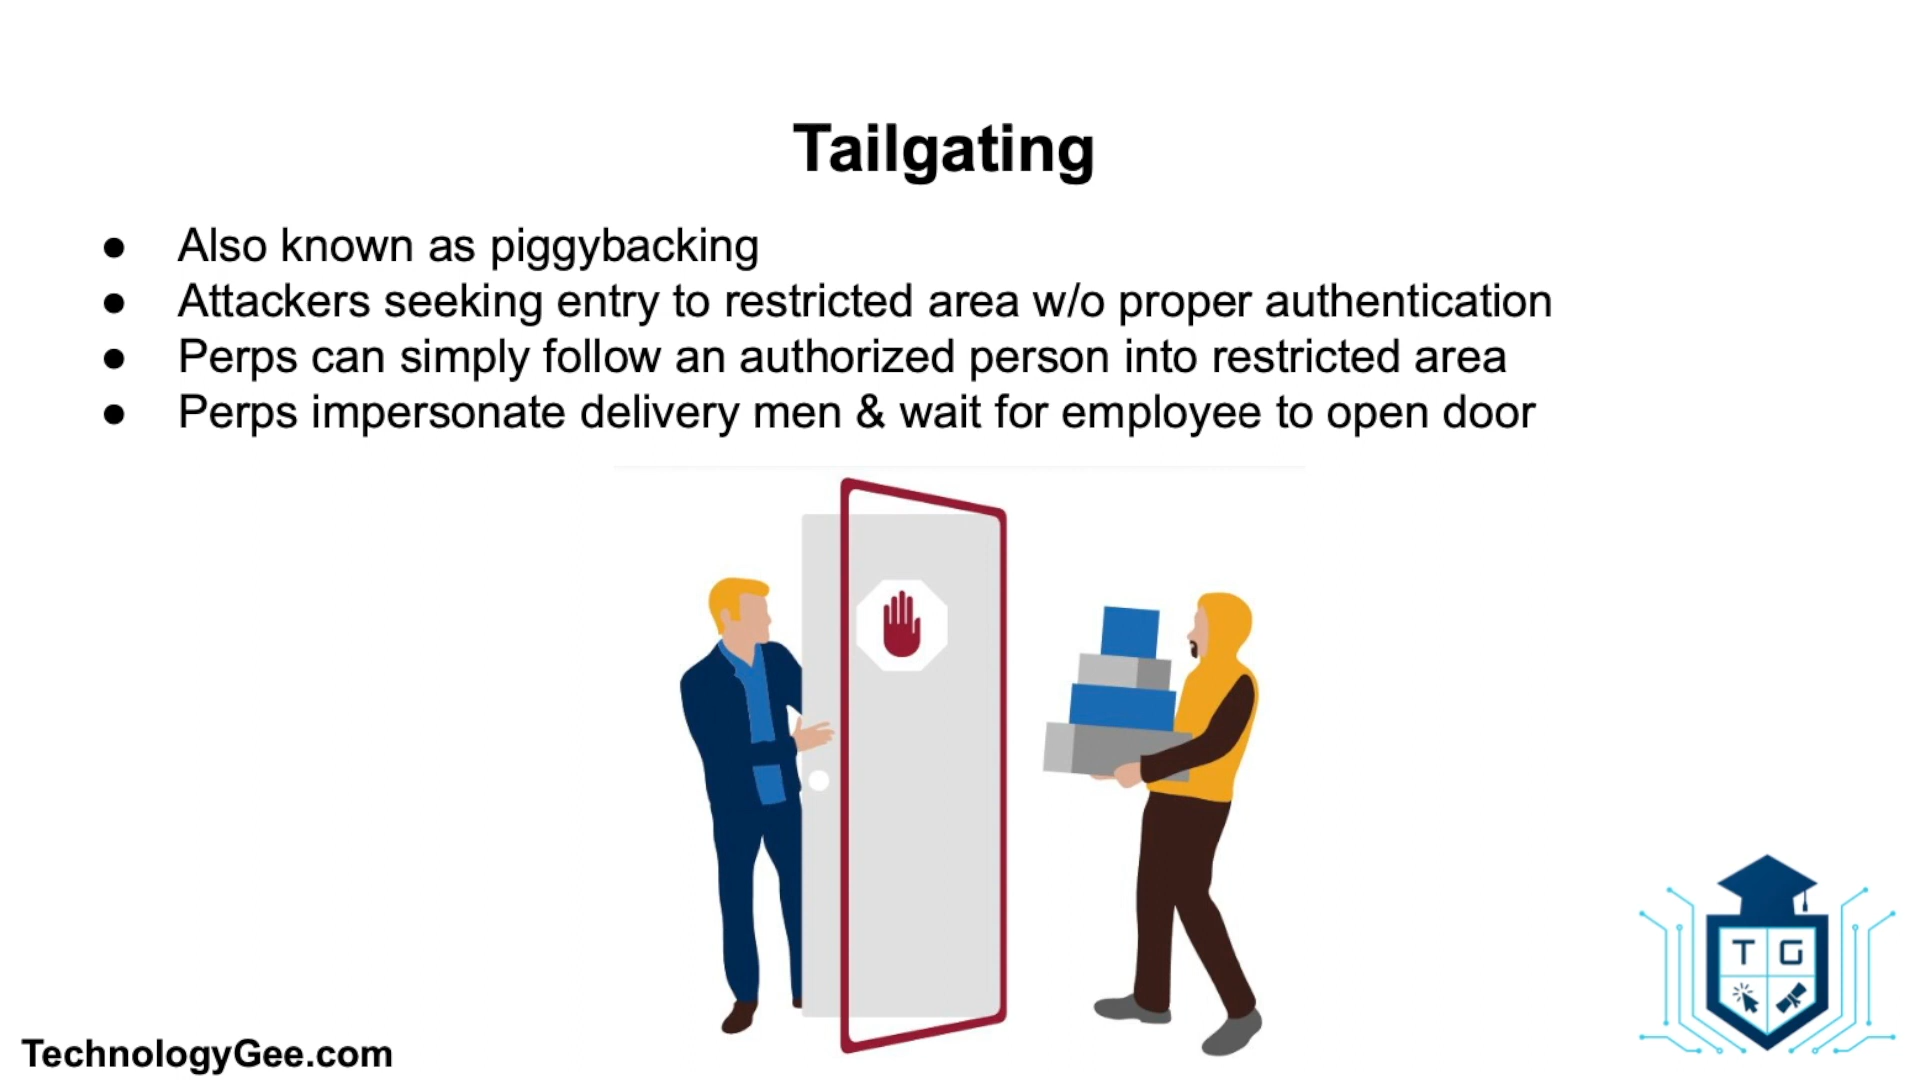 Tailgating
● Also known as piggybacking
● Attackers seeking entry to restricted area w/o proper authentication
● Perps can simply follow an authorized person into restricted area
● Perps impersonate delivery men & wait for employee to open door
T G
TechnologyGee.com